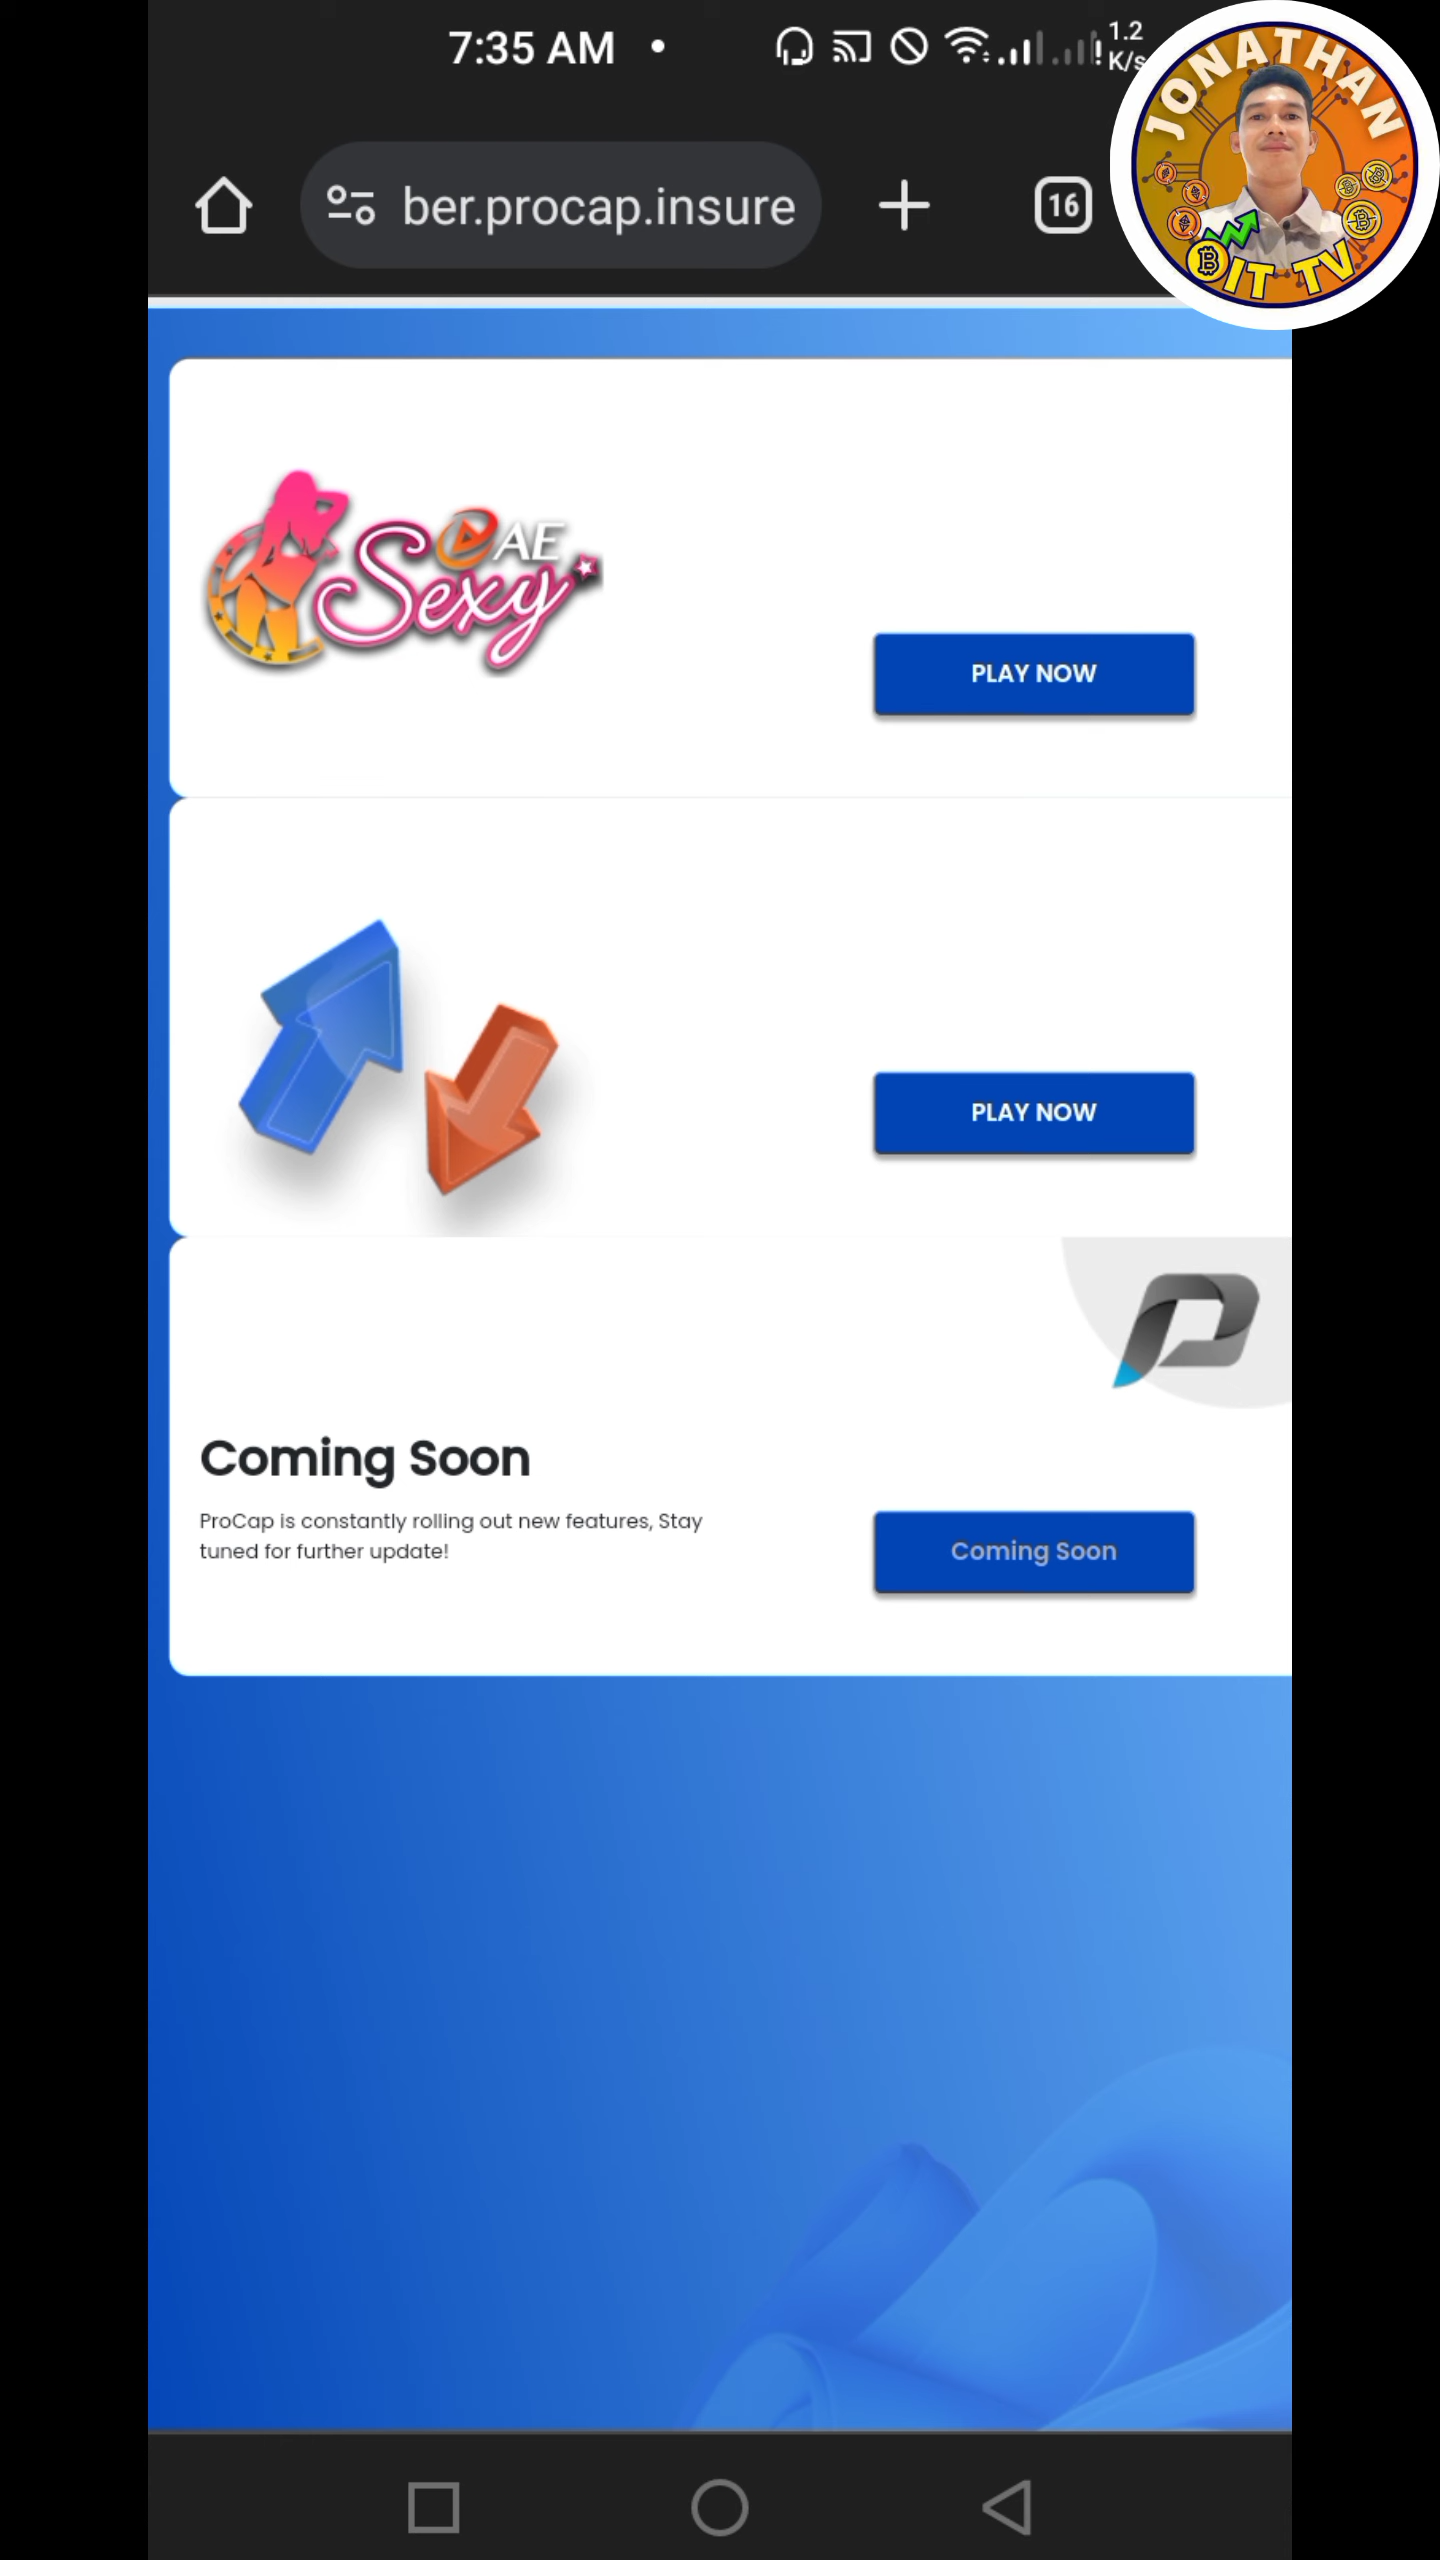 7:35 AM
1.2
K/s
ber.procap.insure
16
JONATHAN
BIT TV
AE
Sexy
PLAY NOW
PLAY NOW
Coming Soon
ProCap is constantly rolling out new features, Stay
tuned for further update!
Coming Soon